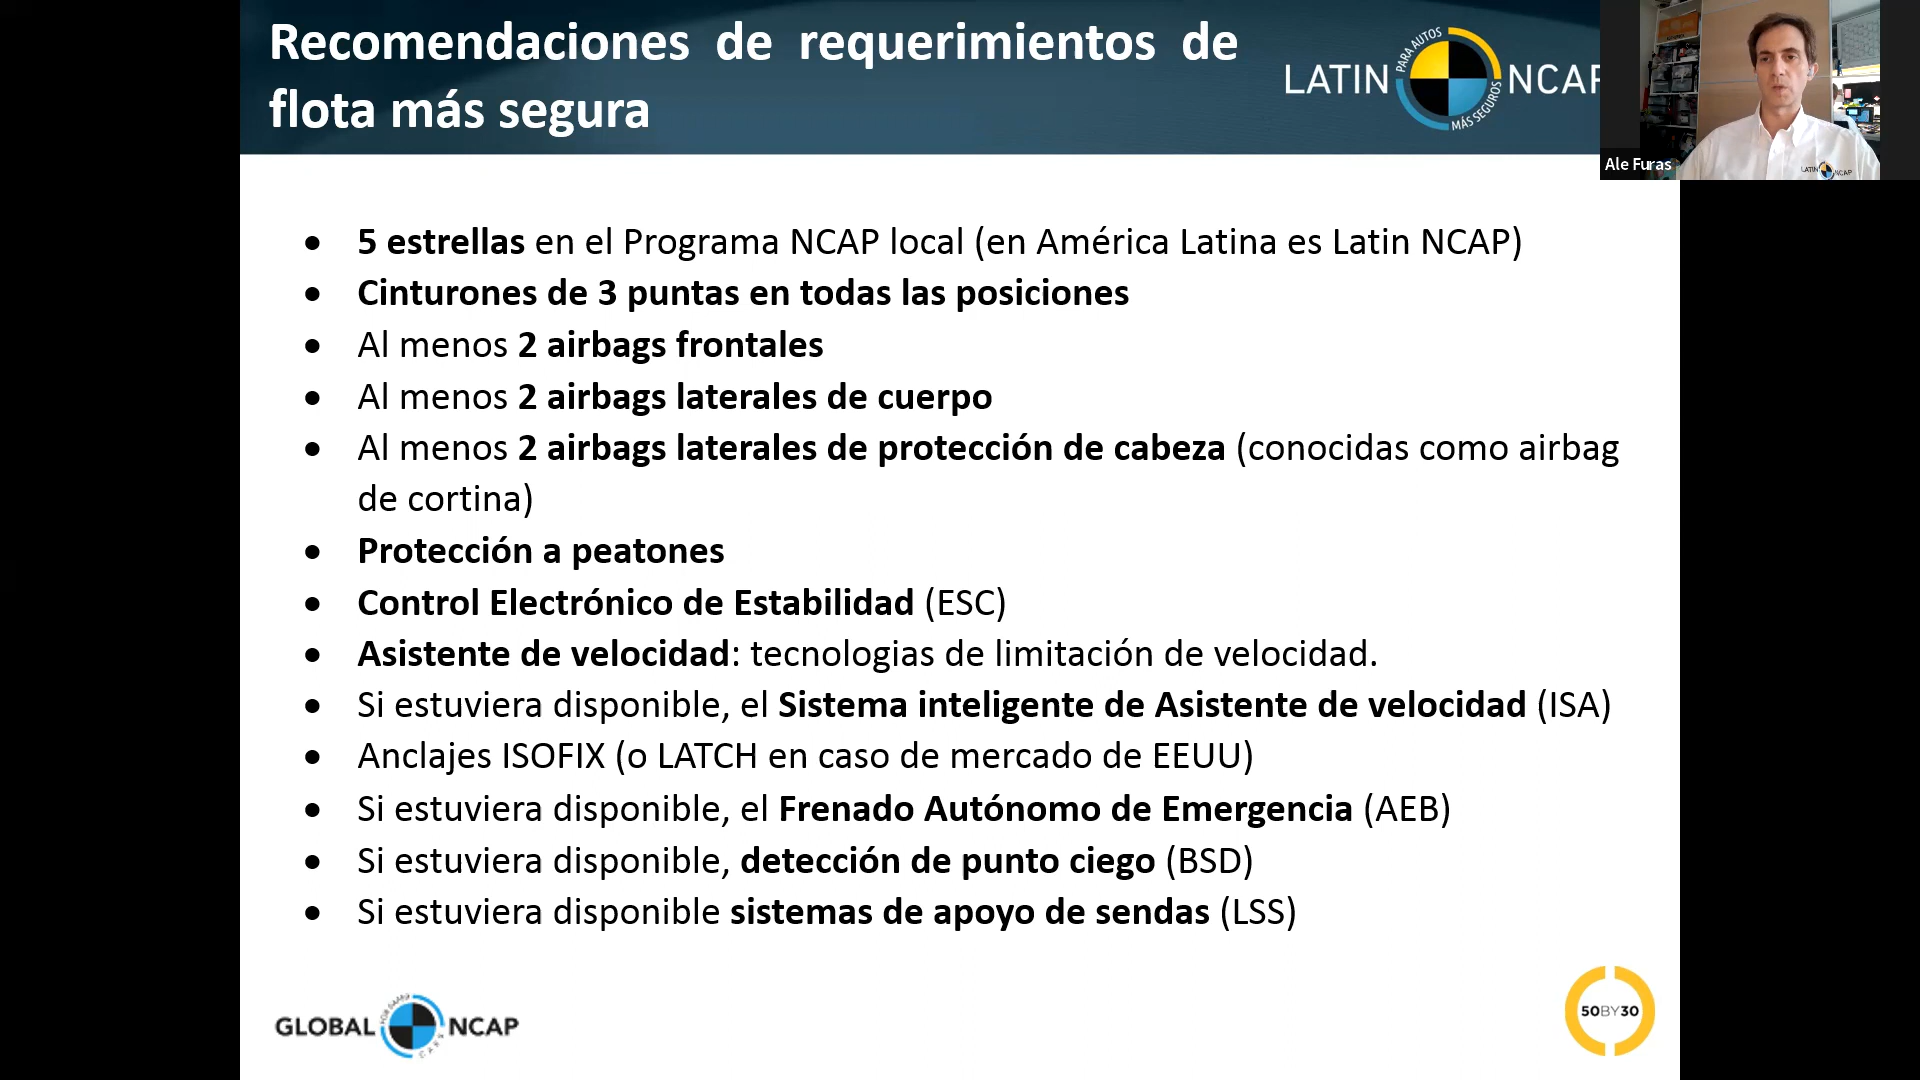 Recomendaciones de requerimientos de
flota más segura
LATIN NCAP
PARA AUTOS
MÁS SEGUROS
LATIN NCAP
Ale Furas
• 5 estrellas en el Programa NCAP local (en América Latina es Latin NCAP)
• Cinturones de 3 puntas en todas las posiciones
• Al menos 2 airbags frontales
• Al menos 2 airbags laterales de cuerpo
• Al menos 2 airbags laterales de protección de cabeza (conocidas como airbag
de cortina)
• Protección a peatones
• Control Electrónico de Estabilidad (ESC)
• Asistente de velocidad: tecnologias de limitación de velocidad.
• Si estuviera disponible, el Sistema inteligente de Asistente de velocidad (ISA)
• Anclajes ISOFIX (o LATCH en caso de mercado de EEUU)
• Si estuviera disponible, el Frenado Autónomo de Emergencia (AEB)
• Si estuviera disponible, detección de punto ciego (BSD)
• Si estuviera disponible sistemas de apoyo de sendas (LSS)
GLOBAL NCAP
50BY30